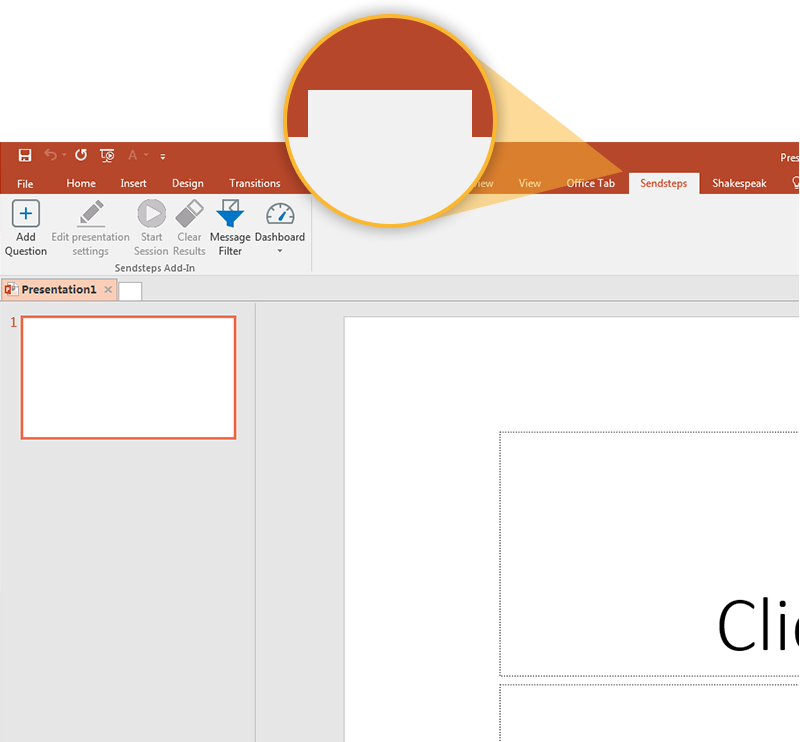 Pres
File Home Insert Design Transitions View Office Tab Sendsteps Shakespeak
Add Question
Edit presentation settings
Start Session
Clear Results
Message Filter
Dashboard
Sendsteps Add-In
Presentation1
1
Clic